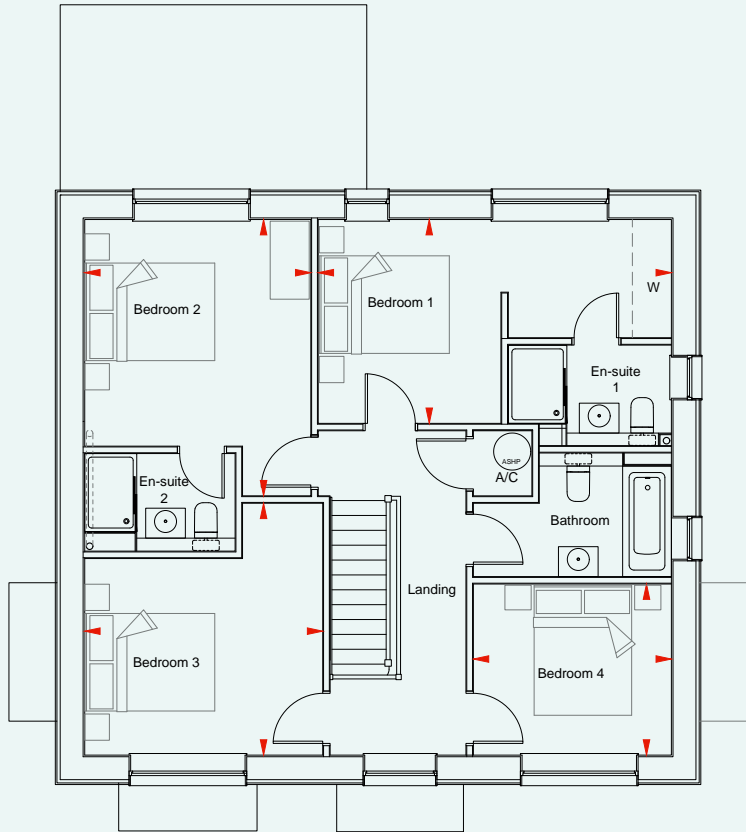 Bedroom 2
Bedroom 1
W
En-suite
1
ASHP
A/C
En-suite
2
Bathroom
Landing
Bedroom 3
Bedroom 4